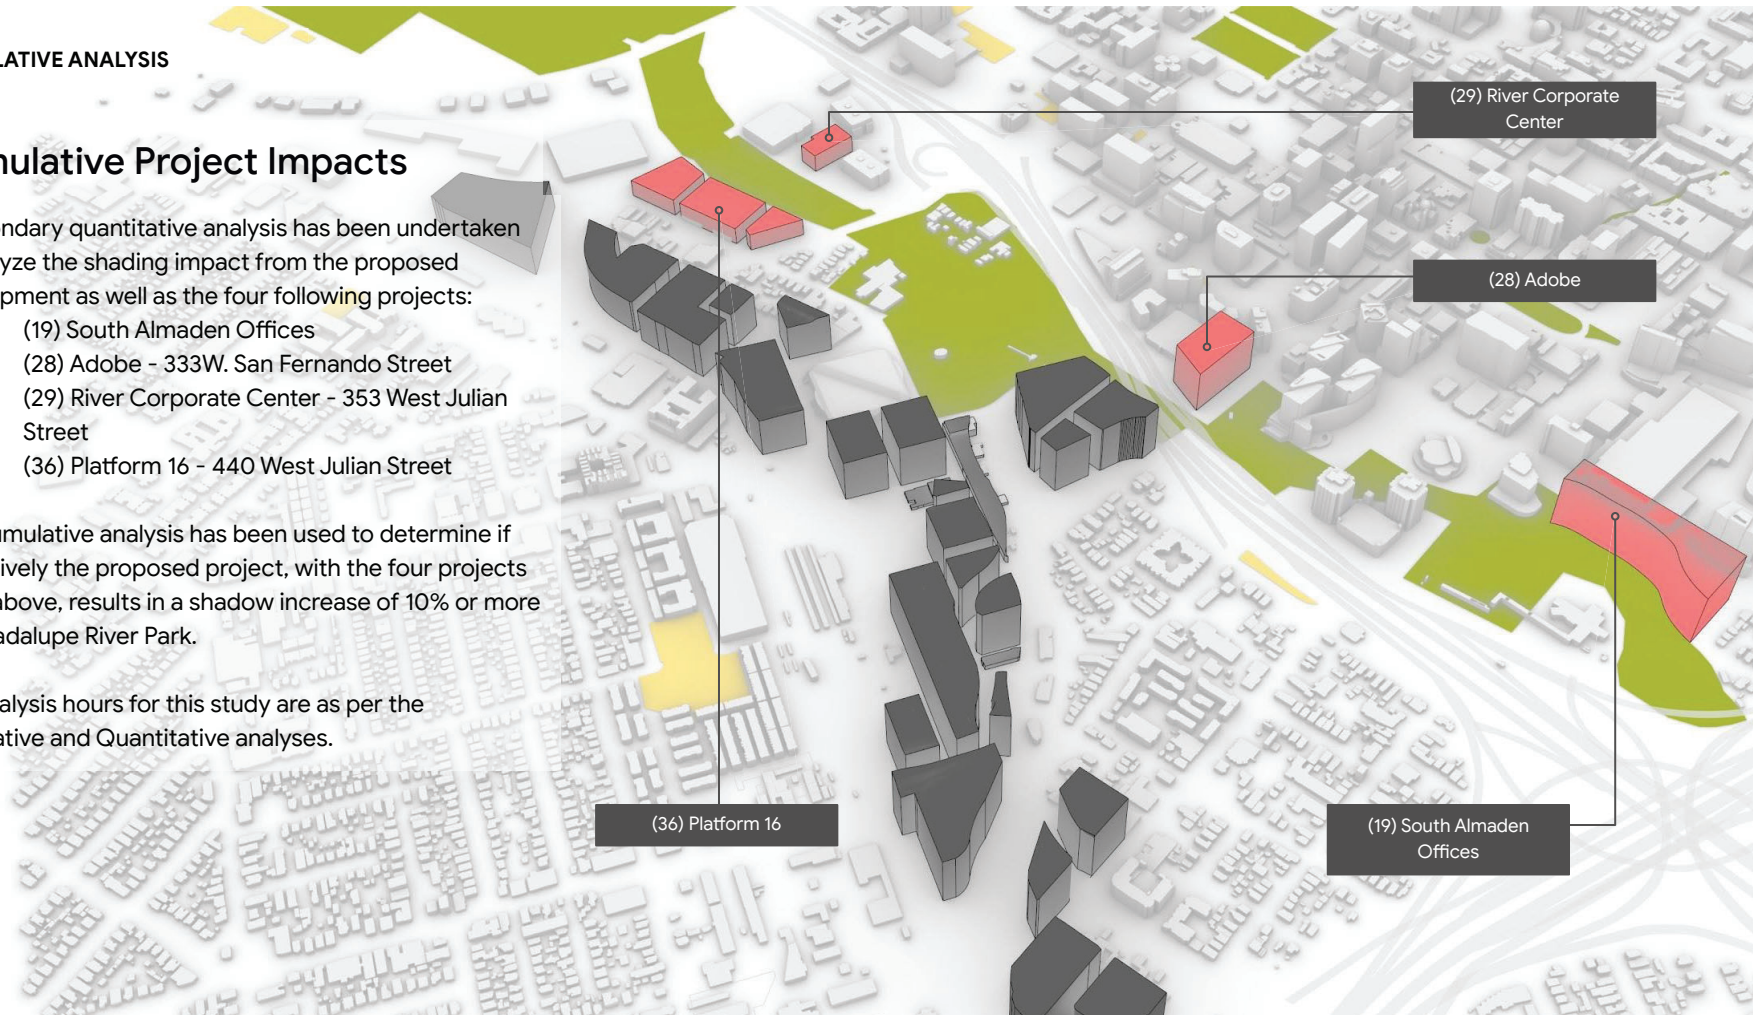 LATIVE ANALYSIS
mulative Project Impacts
ndary quantitative analysis has been undertaken
yze the shading impact from the proposed
pment as well as the four following projects:
(19) South Almaden Offices
(28) Adobe - 333W. San Fernando Street
(29) River Corporate Center - 353 West Julian
Street
(36) Platform 16 - 440 West Julian Street
umulative analysis has been used to determine if
tively the proposed project, with the four projects
above, results in a shadow increase of 10% or more
adalupe River Park.
alysis hours for this study are as per the
ative and Quantitative analyses.
(29) River Corporate
Center
(28) Adobe
(36) Platform 16
(19) South Almaden
Offices